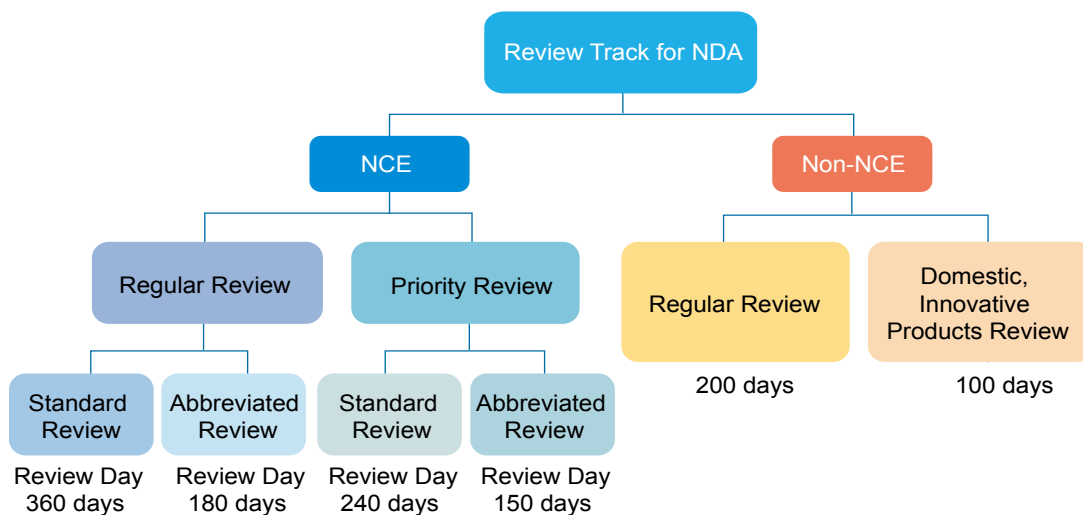 Review Track for NDA
NCE
Non-NCE
Regular Review
Priority Review
Regular Review
Domestic,
Innovative
Products Review
200 days
100 days
Standard
Review
Abbreviated
Review
Standard
Review
Abbreviated
Review
Review Day
360 days
Review Day
180 days
Review Day
240 days
Review Day
150 days